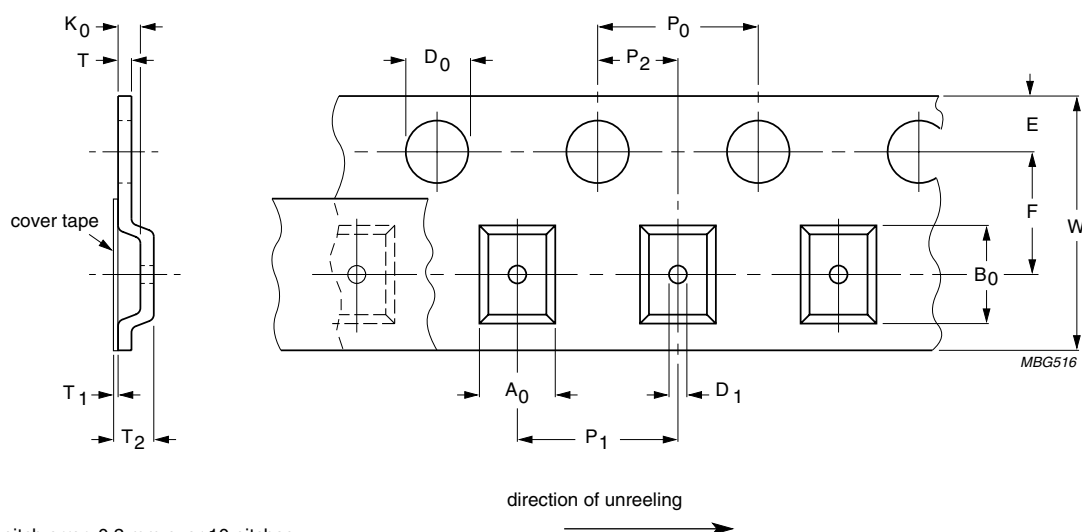 K0
T
D0
P0
P2
E
F
W
cover tape
B0
MBG516
T1
A0
D1
T2
P1
direction of unreeling